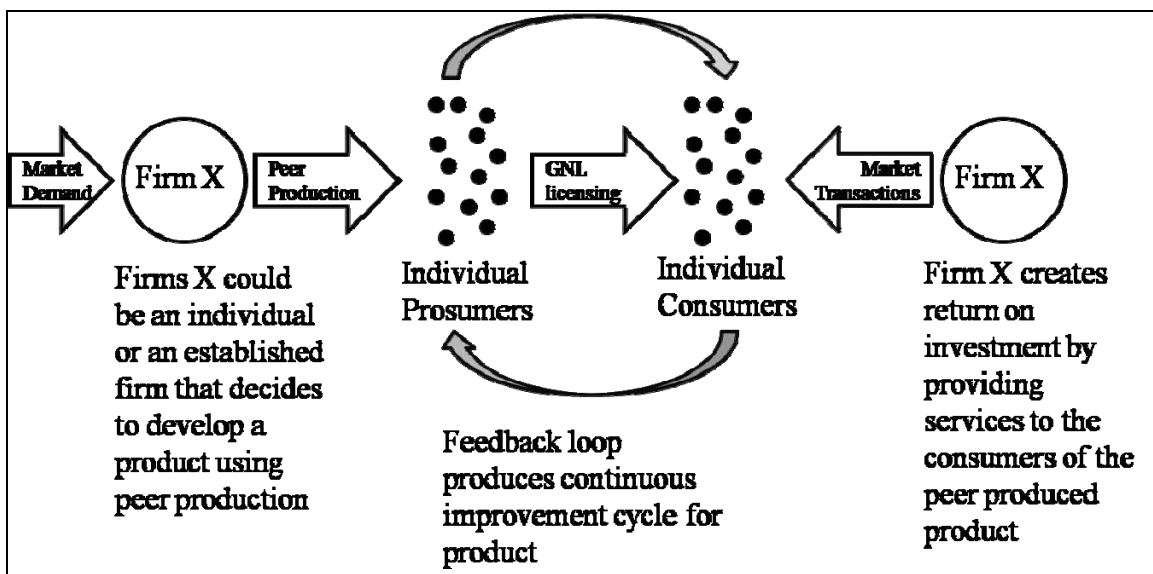 Market
Demand
Firm X
Peer
Production
GNL
licensing
Market
Transactions
Firm X
Firms X could
be an individual
or an established
firm that decides
to develop a
product using
peer production
Individual
Prosumers
Individual
Consumers
Feedback loop
produces continuous
improvement cycle for
product
Firm X creates
return on
investment by
providing
services to the
consumers of the
peer produced
product